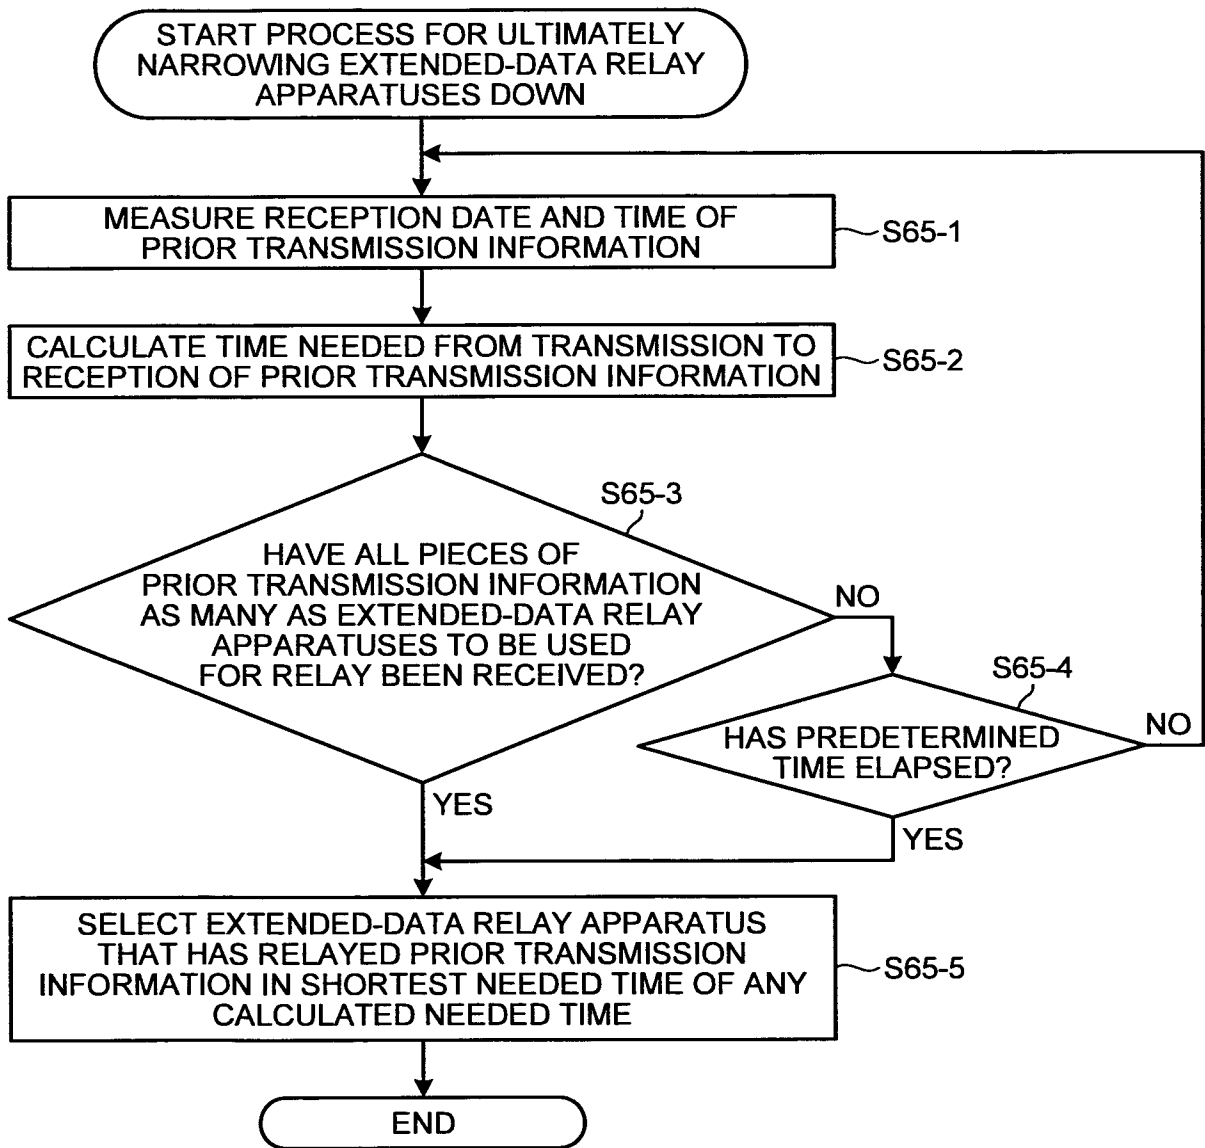 START PROCESS FOR ULTIMATELY
NARROWING EXTENDED-DATA RELAY
APPARATUSES DOWN
MEASURE RECEPTION DATE AND TIME OF
PRIOR TRANSMISSION INFORMATION
S65-1
CALCULATE TIME NEEDED FROM TRANSMISSION TO
RECEPTION OF PRIOR TRANSMISSION INFORMATION
S65-2
S65-3
HAVE ALL PIECES OF
PRIOR TRANSMISSION INFORMATION
AS MANY AS EXTENDED-DATA RELAY
APPARATUSES TO BE USED
FOR RELAY BEEN RECEIVED?
NO
S65-4
HAS PREDETERMINED
TIME ELAPSED?
NO
YES
YES
SELECT EXTENDED-DATA RELAY APPARATUS
THAT HAS RELAYED PRIOR TRANSMISSION
INFORMATION IN SHORTEST NEEDED TIME OF ANY
CALCULATED NEEDED TIME
S65-5
END